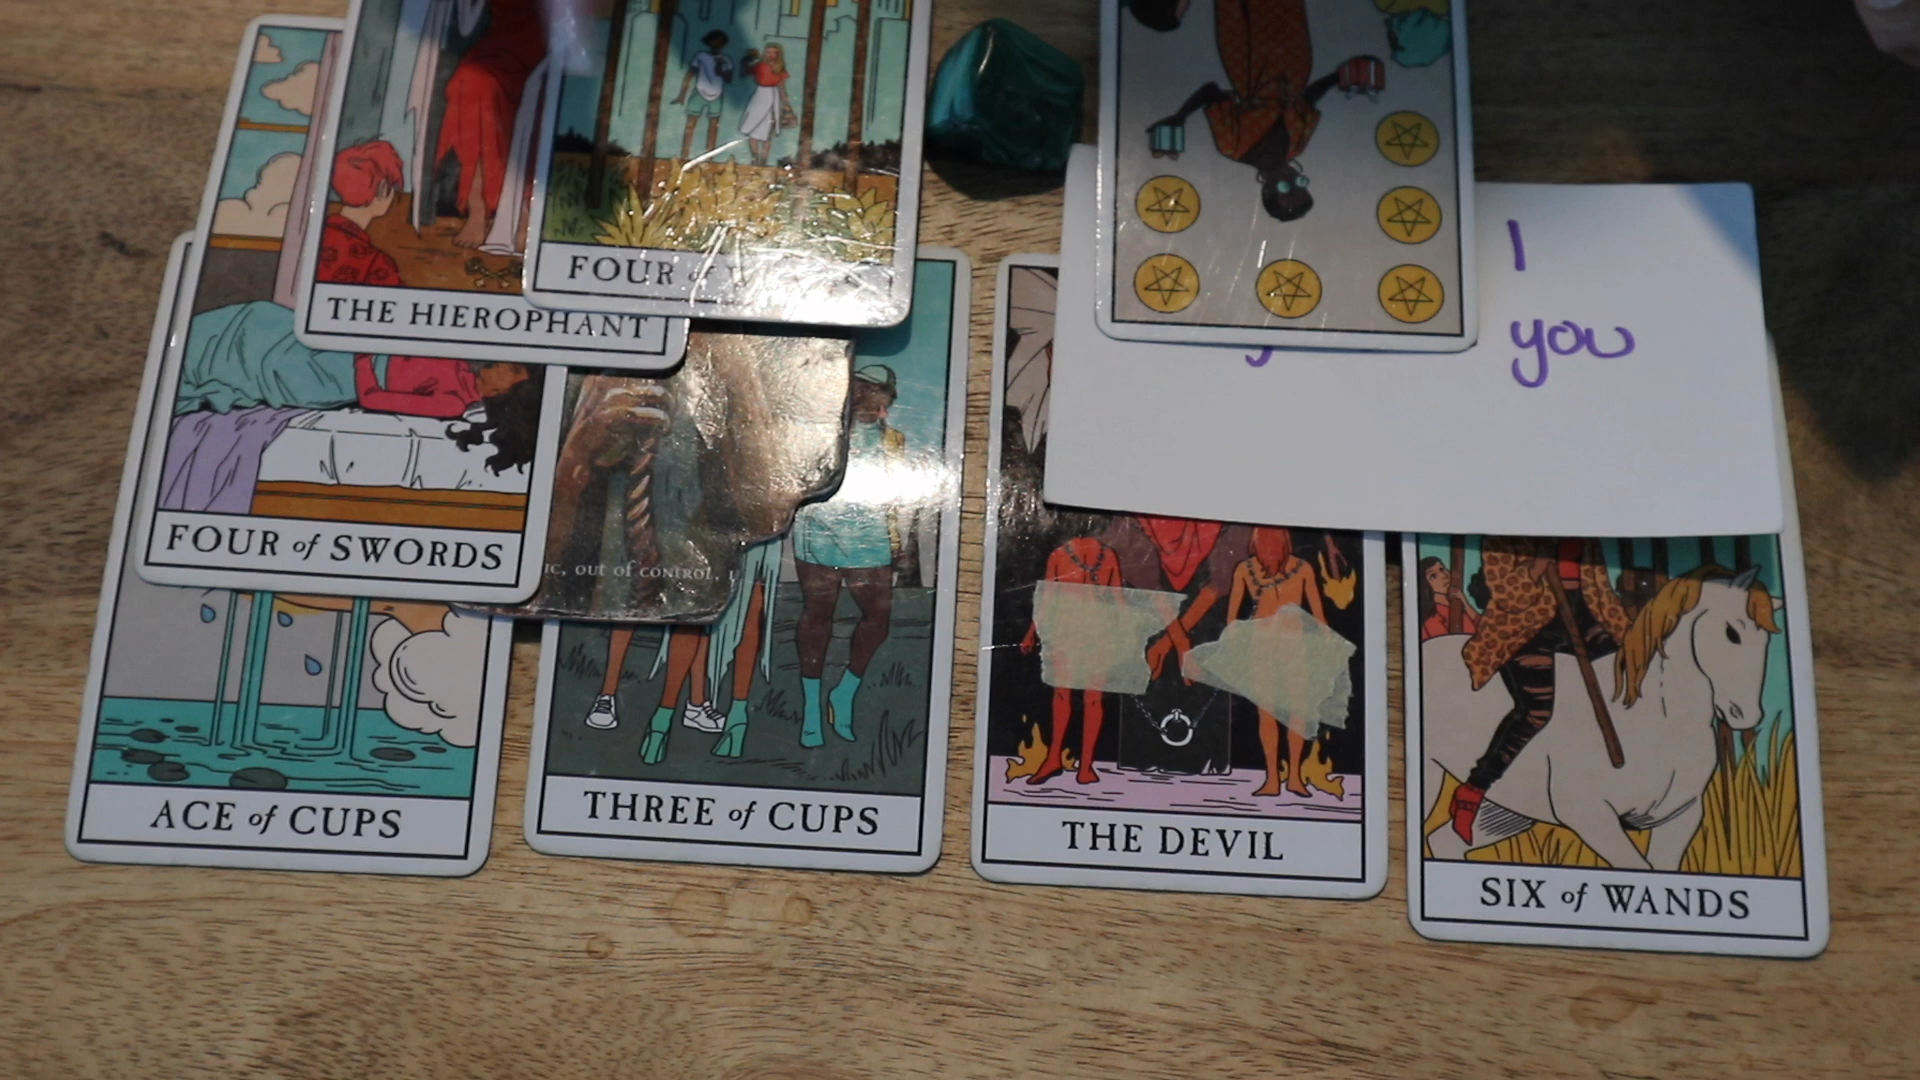 I
you
THE HIEROPHANT
FOUR of
FOUR of SWORDS
out of control,
ACE of CUPS
THREE of CUPS
THE DEVIL
SIX of WANDS